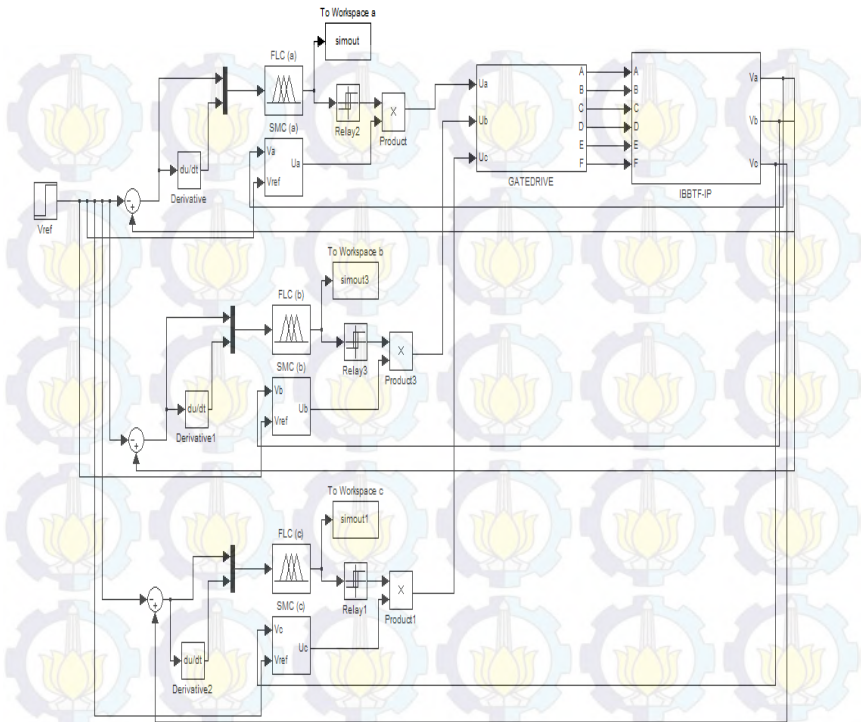 To Workspace a
simout
FLC (a)
Relay2
X
Product
SMC (a)
Va
Ua
Vref
du/dt
Derivative
Vref
-
+
Ua
Ub
Uc
A
B
C
D
E
F
GATEDRIVE
A
B
C
D
E
F
Va
Vb
Vc
IBBTF-IP
To Workspace b
simout3
FLC (b)
Relay3
X
Product3
SMC (b)
Vb
Ub
Vref
du/dt
Derivative1
-
+
To Workspace c
simout1
FLC (c)
Relay1
X
Product1
SMC (c)
Vc
Uc
Vref
du/dt
Derivative2
-
+